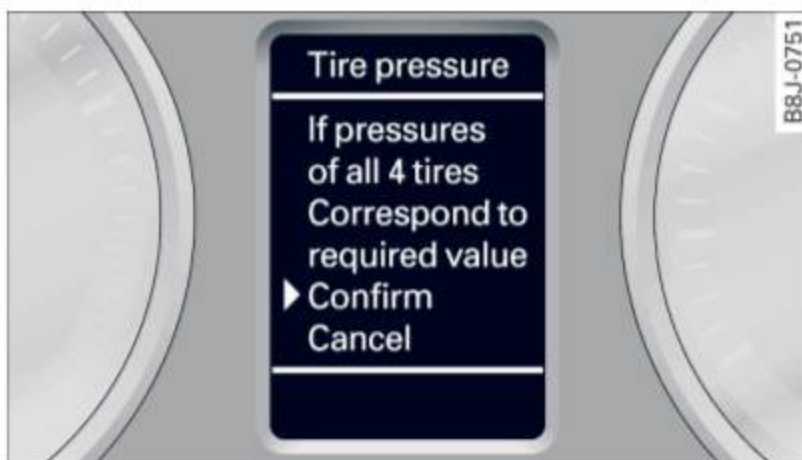 Tire pressure
If pressures
of all 4 tires
Correspond to
required value
Confirm
Cancel
B8J-0751